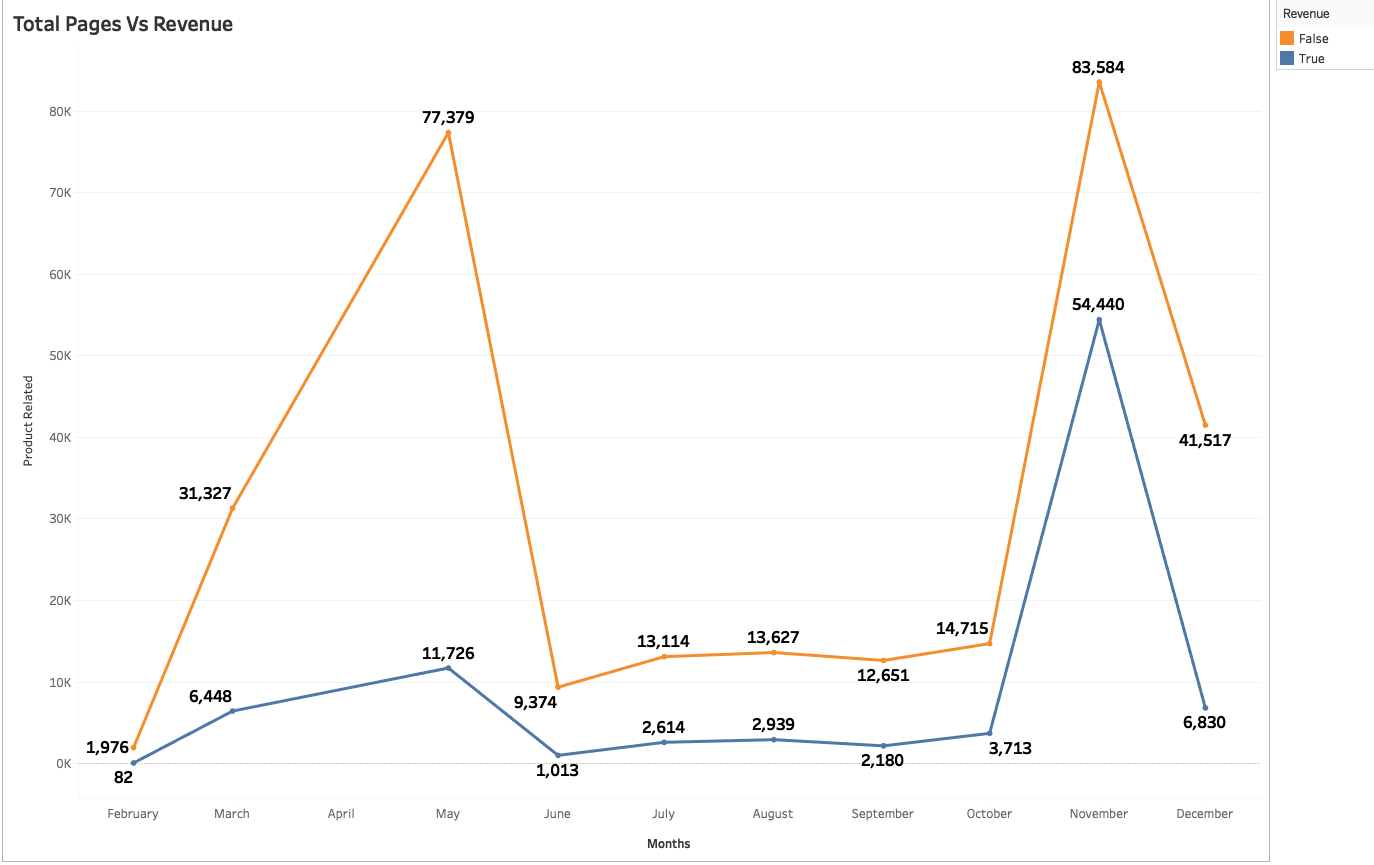 Total Pages Vs Revenue
Revenue
False
True
83,584
80K
77,379
70K
60K
54,440
50K
Product Related
40K
41,517
31,327
30K
20K
14,715
13,114
13,627
12,651
11,726
10K
9,374
6,448
6,830
1,976
82
1,013
2,614
2,939
2,180
3,713
0K
February
March
April
May
June
July
August
September
October
November
December
Months